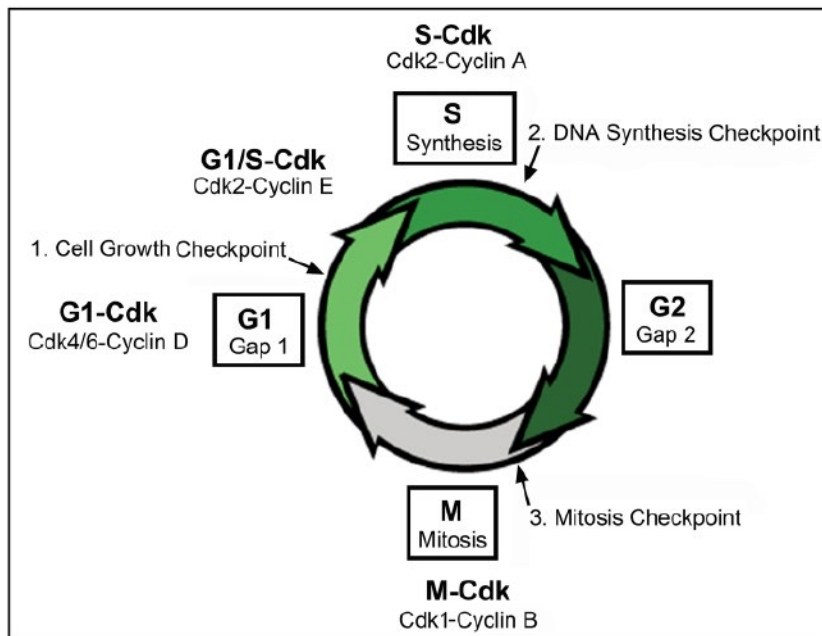 S-Cdk
Cdk2-Cyclin A
S
Synthesis
2. DNA Synthesis Checkpoint
G1/S-Cdk
Cdk2-Cyclin E
1. Cell Growth Checkpoint
G1-Cdk
Cdk4/6-Cyclin D
G1
Gap 1
G2
Gap 2
M
Mitosis
3. Mitosis Checkpoint
M-Cdk
Cdk1-Cyclin B